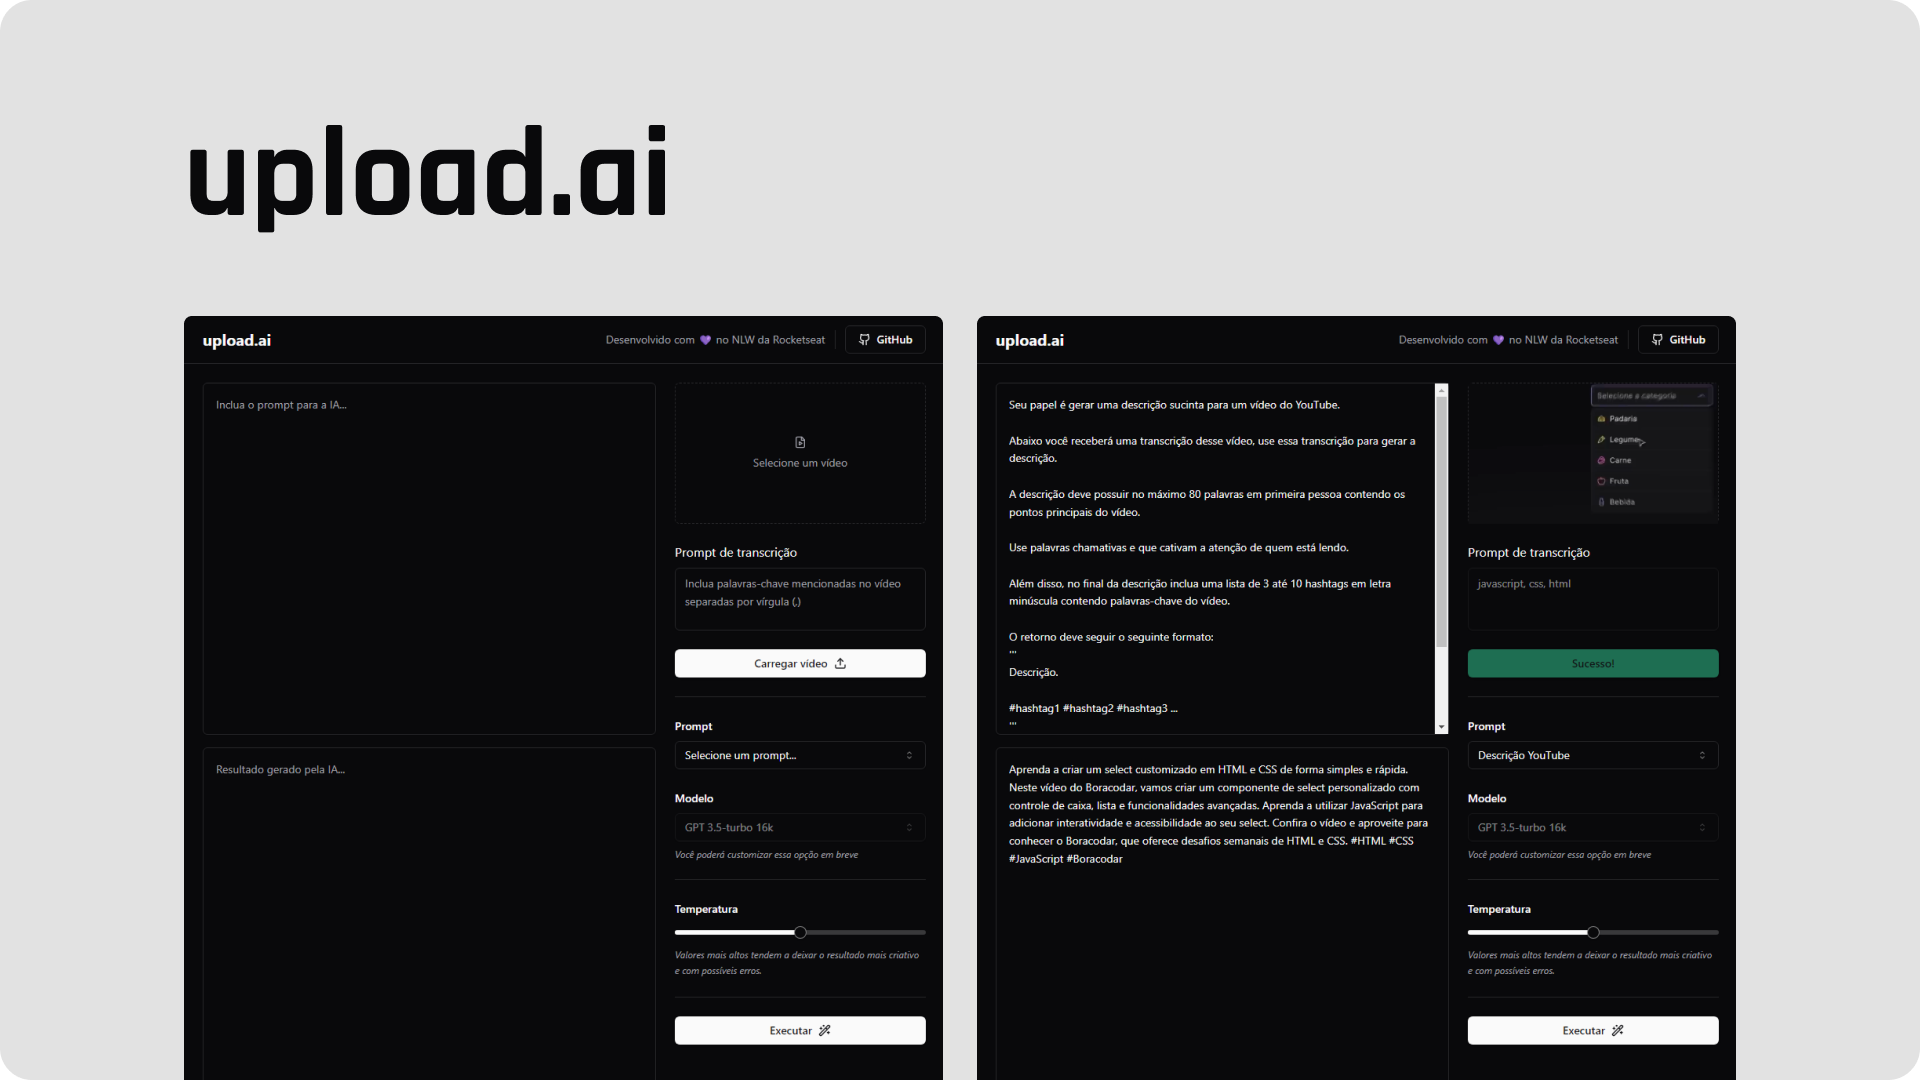 upload.ai
upload.ai
Desenvolvido com 💜 no NLW da Rocketseat
GitHub
Inclua o prompt para a IA...
Resultado gerado pela IA...
Selecione um vídeo
Prompt de transcrição
Inclua palavras-chave mencionadas no vídeo
separadas por vírgula (,)
Carregar vídeo
Prompt
Selecione um prompt...
Modelo
GPT 3.5-turbo 16k
Você poderá customizar essa opção em breve
Temperatura
Valores mais altos tendem a deixar o resultado mais criativo
e com possíveis erros.
Executar
upload.ai
Desenvolvido com 💜 no NLW da Rocketseat
GitHub
Seu papel é gerar uma descrição sucinta para um vídeo do YouTube.
Abaixo você receberá uma transcrição desse vídeo, use essa transcrição para gerar a
descrição.
A descrição deve possuir no máximo 80 palavras em primeira pessoa contendo os
pontos principais do vídeo.
Use palavras chamativas e que cativam a atenção de quem está lendo.
Além disso, no final da descrição inclua uma lista de 3 até 10 hashtags em letra
minúscula contendo palavras-chave do vídeo.
O retorno deve seguir o seguinte formato:
'''
Descrição.
#hashtag1 #hashtag2 #hashtag3 ...
'''
Aprenda a criar um select customizado em HTML e CSS de forma simples e rápida.
Neste vídeo do Boracodar, vamos criar um componente de select personalizado com
controle de caixa, lista e funcionalidades avançadas. Aprenda a utilizar JavaScript para
adicionar interatividade e acessibilidade ao seu select. Confira o vídeo e aproveite para
conhecer o Boracodar, que oferece desafios semanais de HTML e CSS. #HTML #CSS
#JavaScript #Boracodar
Selecione a categoria
Padaria
Legume
Carne
Fruta
Bebida
Prompt de transcrição
javascript, css, html
Sucesso!
Prompt
Descrição YouTube
Modelo
GPT 3.5-turbo 16k
Você poderá customizar essa opção em breve
Temperatura
Valores mais altos tendem a deixar o resultado mais criativo
e com possíveis erros.
Executar